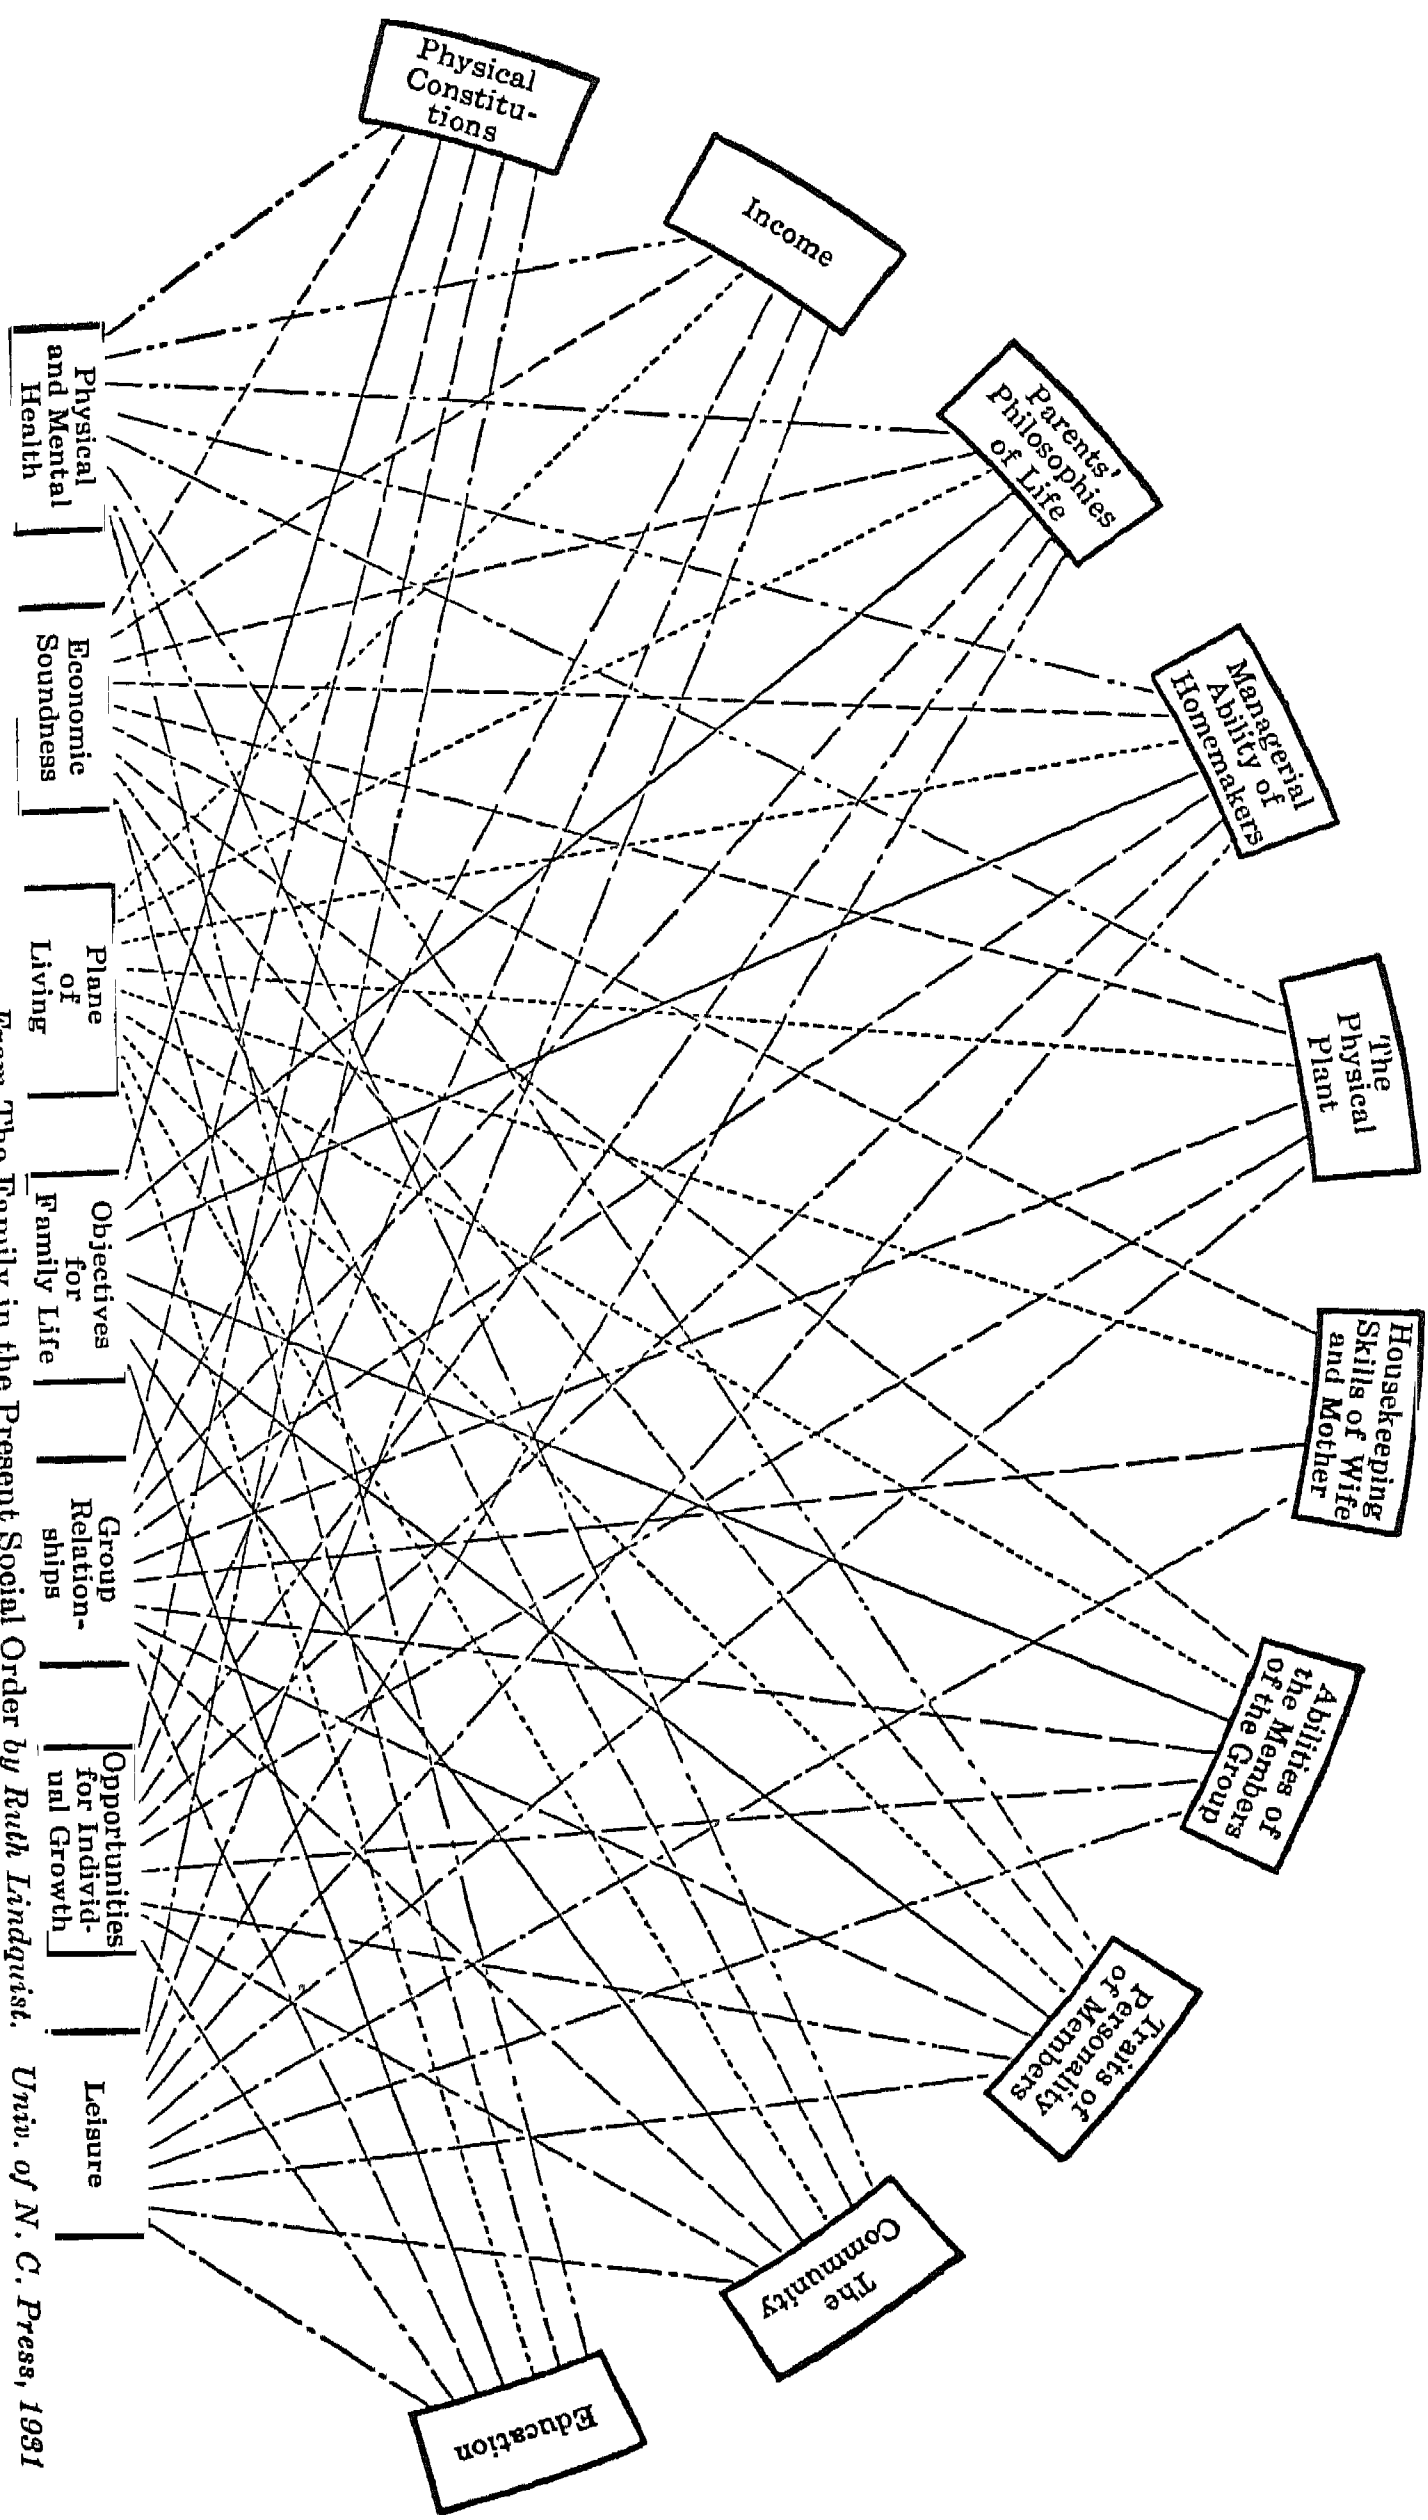 Physical
Constitu-
tions
Income
Parents'
Philosophies
of Life
Managerial
Ability of
Homemakers
The
Physical
Plant
Housekeeping
Skills of Wife
and Mother
Abilities of
the Members
of the Group
Traits of
Personality
of Members
The
Community
Education
Physical
and Mental
Health
Economic
Soundness
Plane
of
Living
Objectives
for
Family Life
Group
Relation-
ships
Opportunities
for Individ-
ual Growth
Leisure
From The Family in the Present Social Order by Ruth Lindquist. Univ. of N. C. Press, 1931